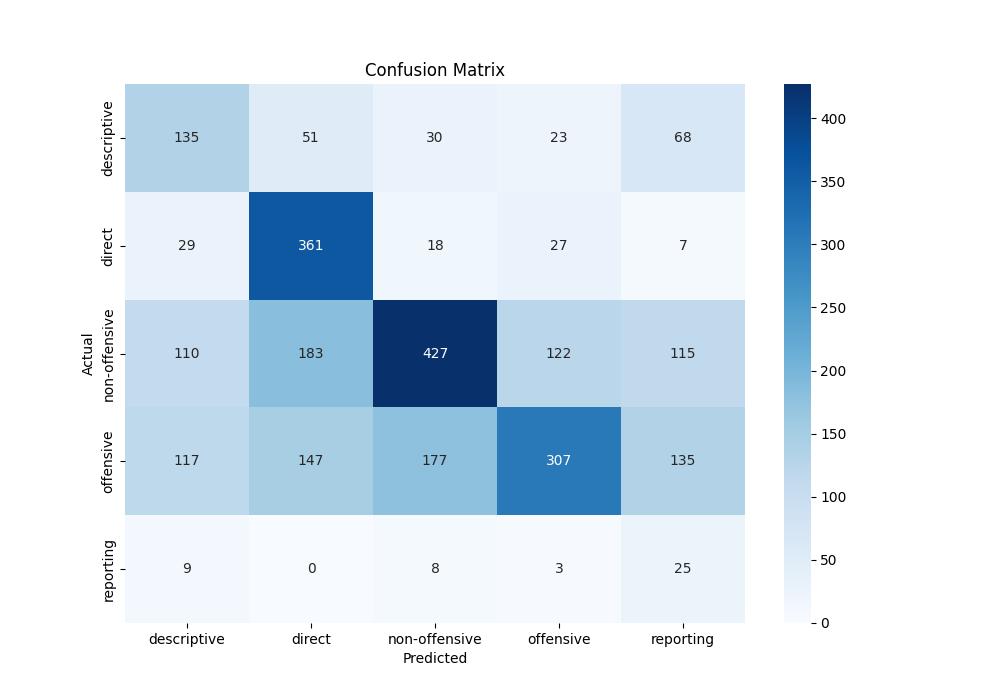 Confusion Matrix
Actual
descriptive
135 51 30 23 68
direct
29 361 18 27 7
non-offensive
110 183 427 122 115
offensive
117 147 177 307 135
reporting
9 0 8 3 25
descriptive direct non-offensive offensive reporting
Predicted
400
350
300
250
200
150
100
50
0